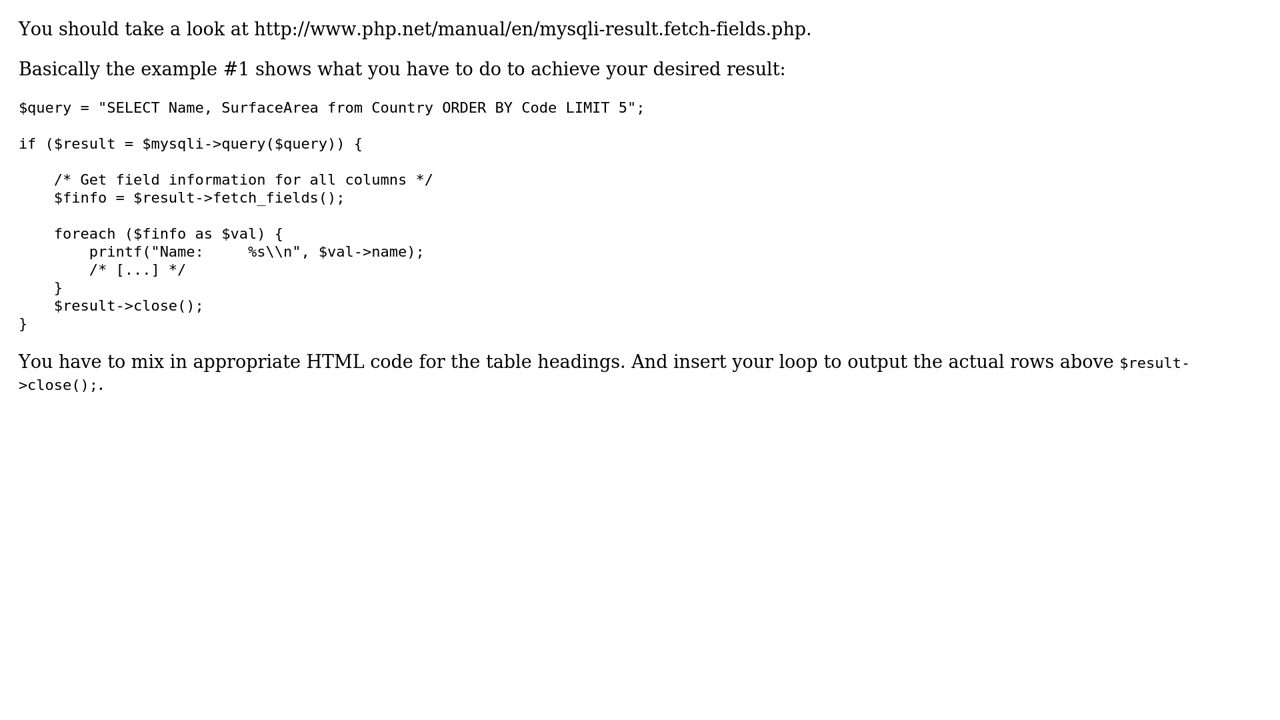 You should take a look at http://www.php.net/manual/en/mysqli-result.fetch-fields.php.
Basically the example #1 shows what you have to do to achieve your desired result:
$query = "SELECT Name, SurfaceArea from Country ORDER BY Code LIMIT 5";
if ($result = $mysqli->query($query)) {
    /* Get field information for all columns */
    $finfo = $result->fetch_fields();
    foreach ($finfo as $val) {
        printf("Name:     %s\\n", $val->name);
        /* [...] */
    }
    $result->close();
}
You have to mix in appropriate HTML code for the table headings. And insert your loop to output the actual rows above $result-
>close();.